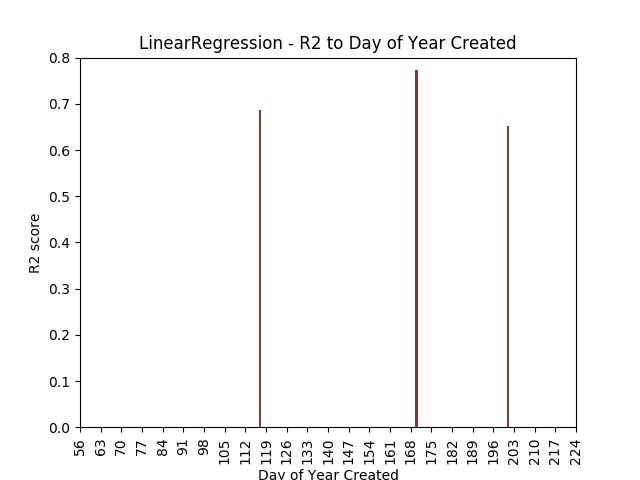 LinearRegression - R2 to Day of Year Created
0.8
0.7
0.6
0.5
0.4
0.3
0.2
0.1
0.0
R2 score
56 63 70 77 84 91 98 105 112 119 126 133 140 147 154 161 168 175 182 189 196 203 210 217 224
Day of Year Created